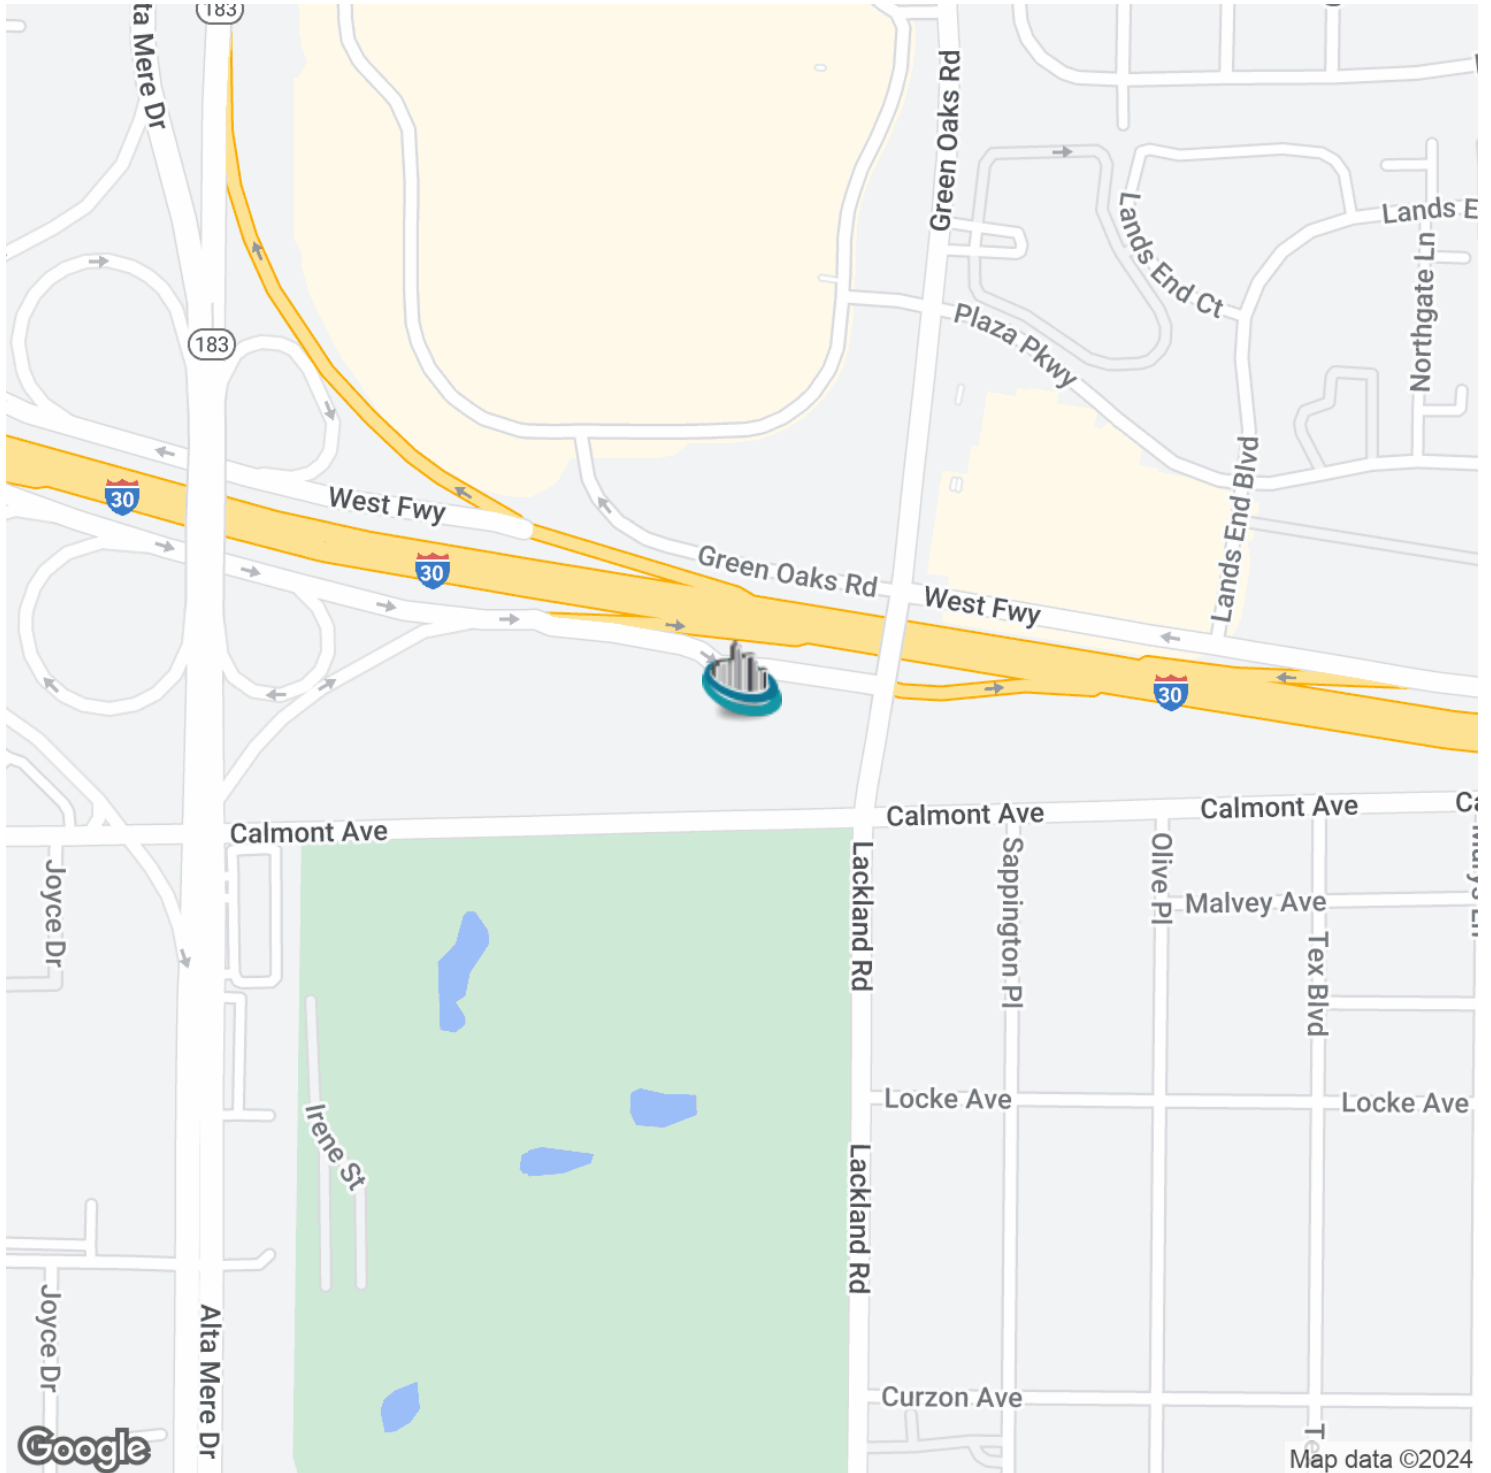 183
ta Mere Dr
Green Oaks Rd
Lands End Ct
Lands E
Northgate Ln
183
Plaza Pkwy
30
West Fwy
30
Green Oaks Rd
West Fwy
Lands End Blvd
30
Calmont Ave
Calmont Ave
Calmont Ave
Ca
Joyce Dr
Lackland Rd
Sappington Pl
Olive Pl
Malvey Ave
Tex Blvd
Marys Ln
Irene St
Locke Ave
Locke Ave
Lackland Rd
Joyce Dr
Alta Mere Dr
Curzon Ave
Te
Google
Map data ©2024